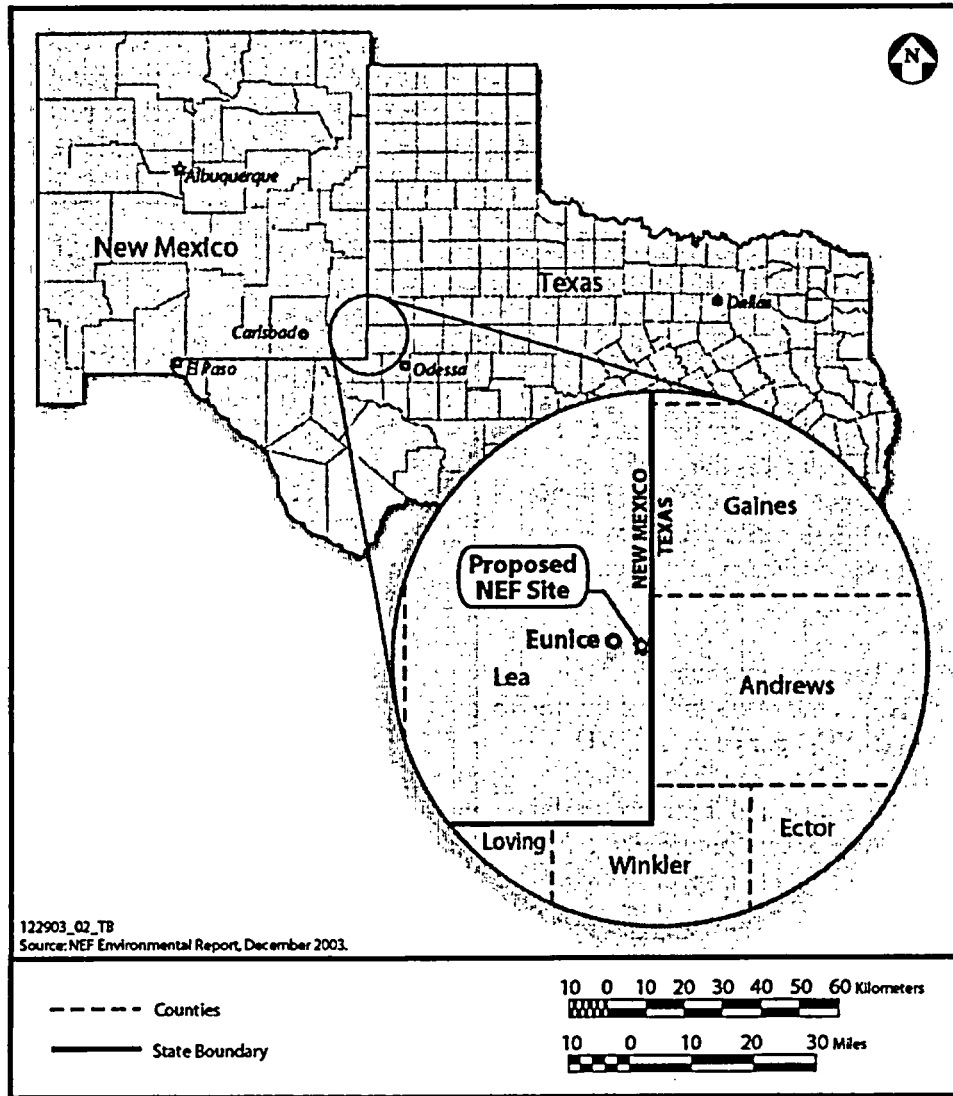 N
Albuquerque
New Mexico
Texas
Dallas
Carlsbad
El Paso
Odessa
NEW MEXICO
TEXAS
Gaines
Proposed
NEF Site
Eunice
Lea
Andrews
Loving
Winkler
Ector
122903_02_TB
Source: NEF Environmental Report, December 2003.
Counties
State Boundary
10 0 10 20 30 40 50 60 Kilometers
10 0 10 20 30 Miles